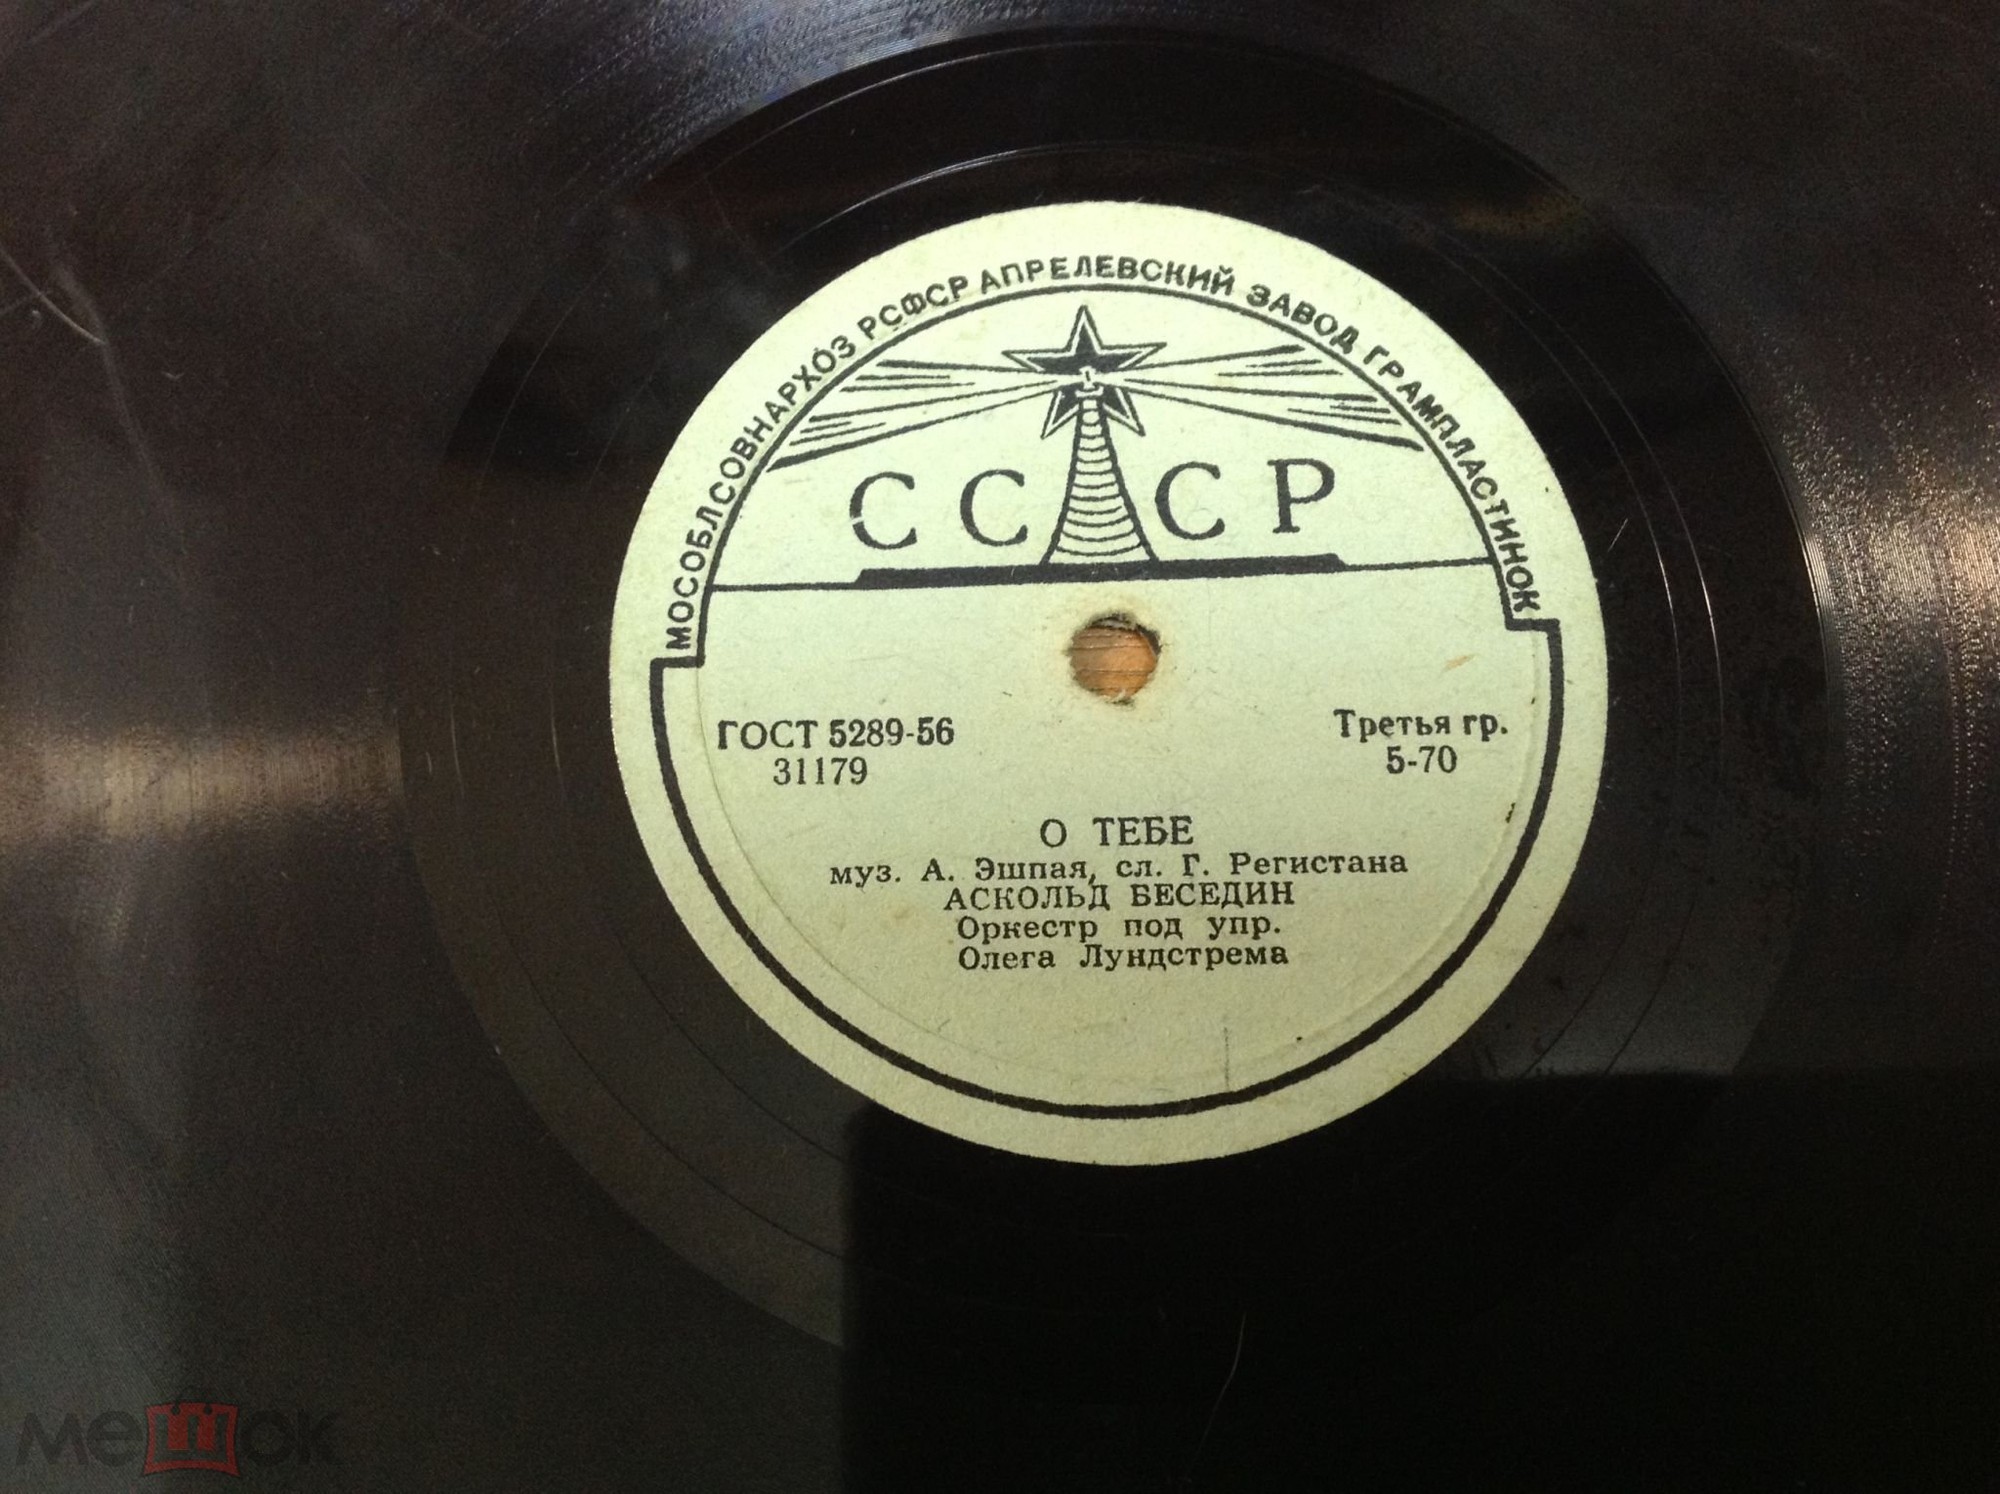 МОСОБЛСОВНАРХОЗ РСФСР АПРЕЛЕВСКИЙ ЗАВОД ГРАМПЛАСТИНОК
СССР
ГОСТ 5289-56
31179
Третья гр.
5-70
О ТЕБЕ
муз. А. Эшпая, сл. Г. Регистана
АСКОЛЬД БЕСЕДИН
Оркестр под упр.
Олега Лундстрема
мешок